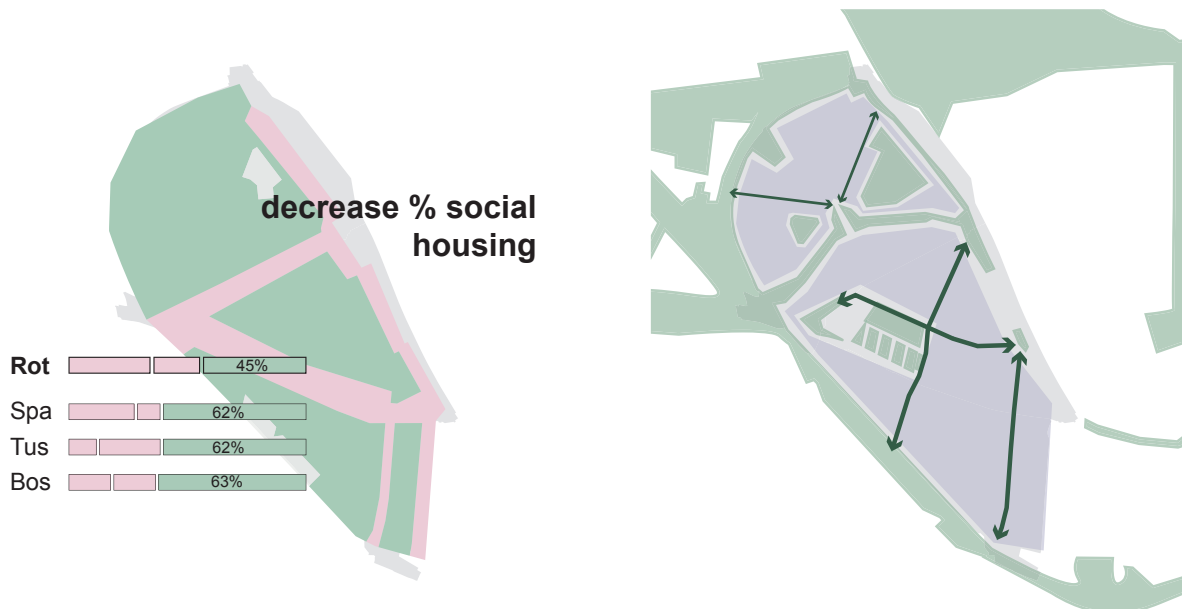 decrease % social
housing
Rot 45%
Spa 62%
Tus 62%
Bos 63%